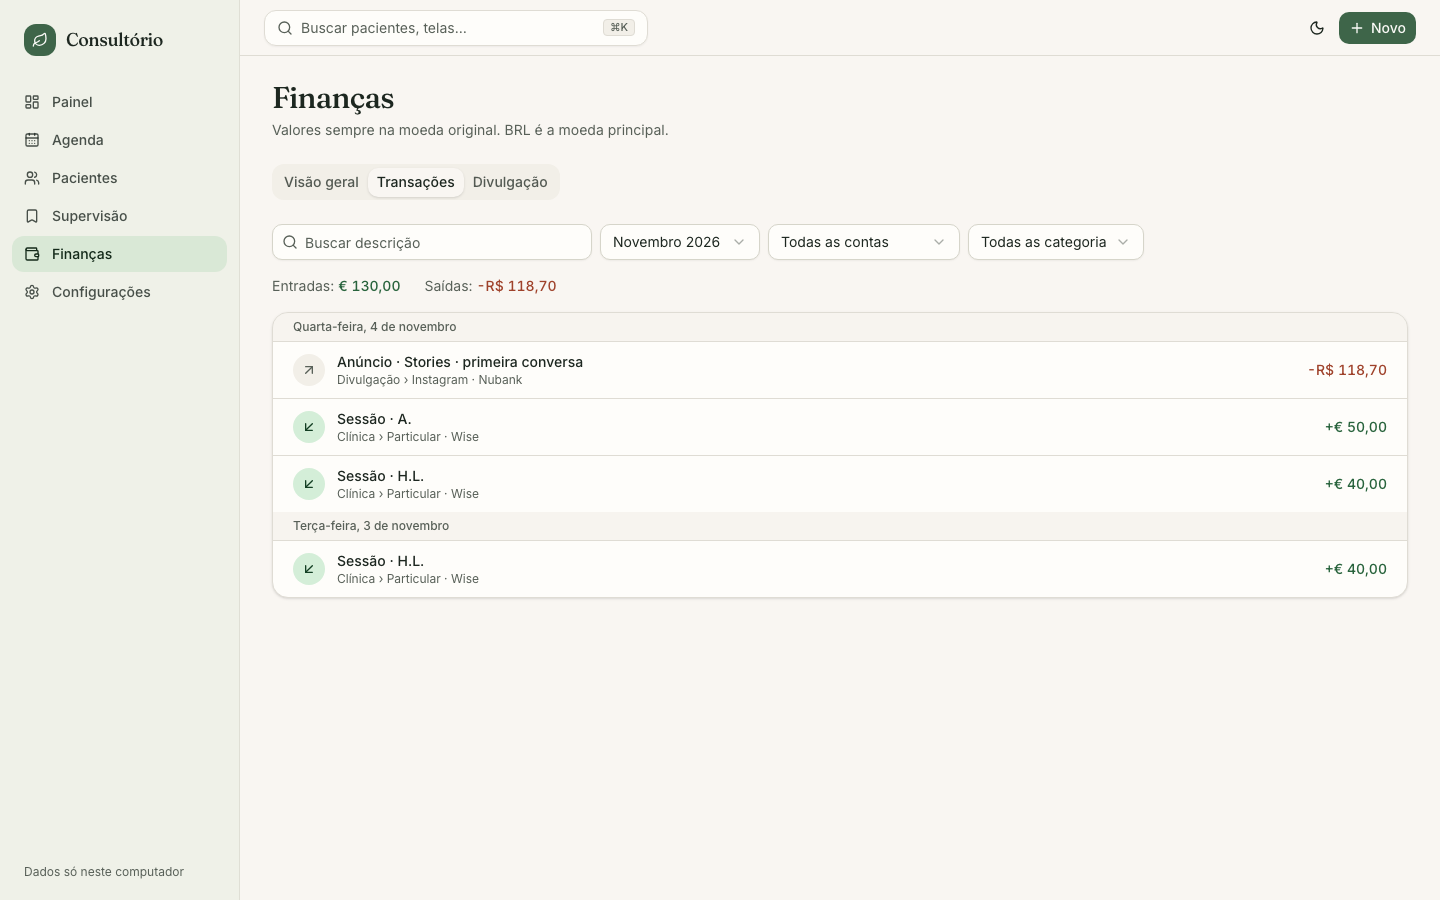 Consultório
Buscar pacientes, telas...
⌘K
Novo
Painel
Agenda
Pacientes
Supervisão
Finanças
Configurações
Dados só neste computador
Finanças
Valores sempre na moeda original. BRL é a moeda principal.
Visão geral
Transações
Divulgação
Buscar descrição
Novembro 2026
Todas as contas
Todas as categoria
Entradas: € 130,00
Saídas: -R$ 118,70
Quarta-feira, 4 de novembro
Anúncio · Stories · primeira conversa
Divulgação › Instagram · Nubank
-R$ 118,70
Sessão · A.
Clínica › Particular · Wise
+€ 50,00
Sessão · H.L.
Clínica › Particular · Wise
+€ 40,00
Terça-feira, 3 de novembro
Sessão · H.L.
Clínica › Particular · Wise
+€ 40,00